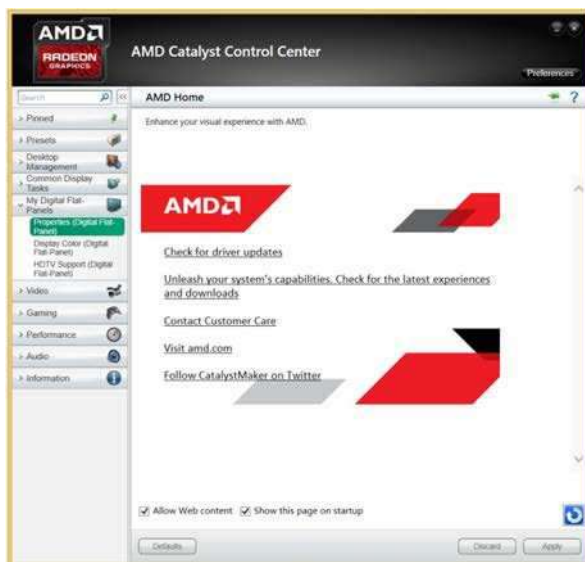 AMD
RADEON
GRAPHICS
AMD Catalyst Control Center
Preferences
Search
<<
AMD Home
?
> Pinned
> Presets
> Desktop
Management
> Common Display
Tasks
My Digital Flat-
Panels
Properties (Digital Flat-
Panel)
Display Color (Digital
Flat-Panel)
HDTV Support (Digital
Flat-Panel)
> Video
> Gaming
> Performance
> Audio
> Information
Enhance your visual experience with AMD.
AMD
Check for driver updates
Unleash your system's capabilities. Check for the latest experiences
and downloads
Contact Customer Care
Visit amd.com
Follow CatalystMaker on Twitter
Allow Web content
Show this page on startup
Defaults
Discard
Apply